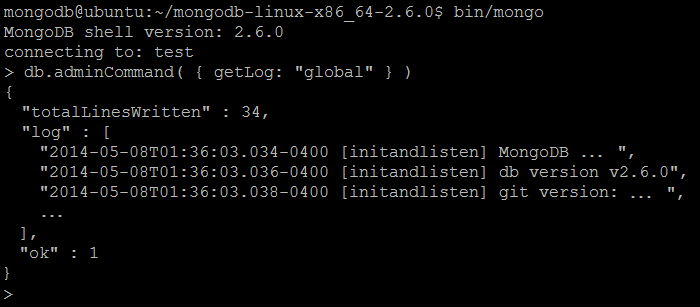 mongodb@ubuntu:~/mongodb-linux-x86_64-2.6.0$ bin/mongo
MongoDB shell version: 2.6.0
connecting to: test
> db.adminCommand( { getLog: "global" } )
{
  "totalLinesWritten" : 34,
  "log" : [
    "2014-05-08T01:36:03.034-0400 [initandlisten] MongoDB ... ",
    "2014-05-08T01:36:03.036-0400 [initandlisten] db version v2.6.0",
    "2014-05-08T01:36:03.038-0400 [initandlisten] git version: ... ",
    ...
  ],
  "ok" : 1
}
>